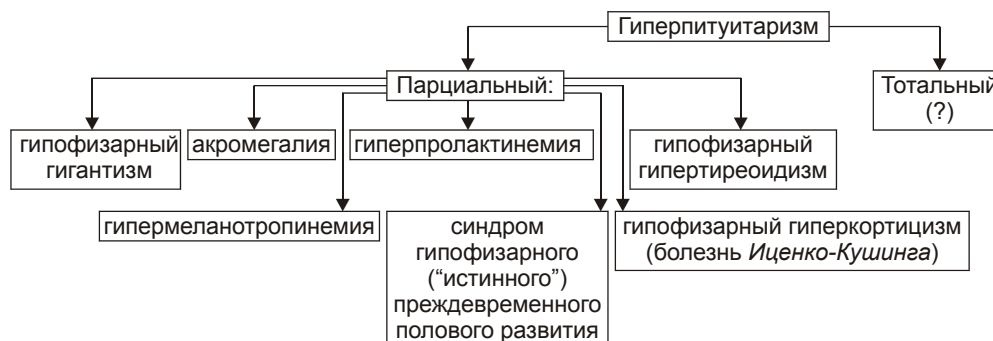 Гиперпитуитаризм
Парциальный:
Тотальный
(?)
гипофизарный
гигантизм
акромегалия
гиперпролактинемия
гипофизарный
гипертиреоидизм
гипермеланотропинемия
синдром
гипофизарного
(“истинного”)
преждевременного
полового развития
гипофизарный гиперкортицизм
(болезнь Иценко-Кушинга)